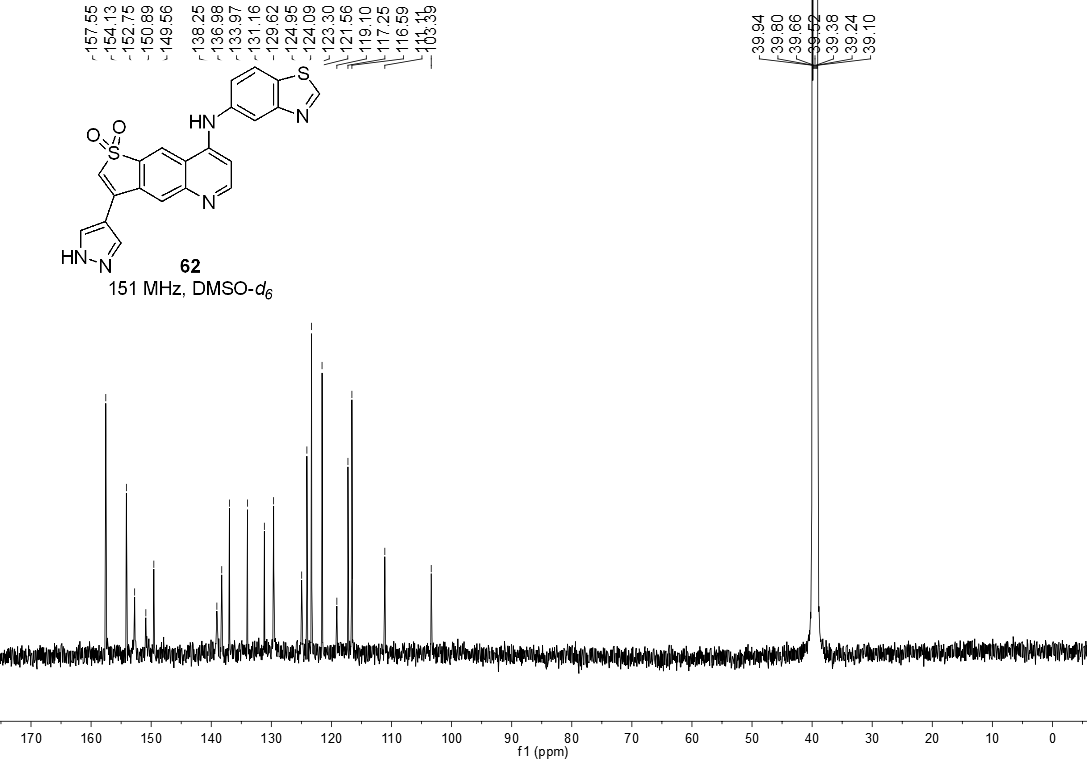 157.55
154.13
152.75
150.89
149.56
138.25
136.98
133.97
131.16
129.62
124.95
124.09
123.30
121.56
119.10
117.25
116.59
111.11
103.39
39.94
39.80
39.66
39.52
39.38
39.24
39.10
S
N
HN
O
O
S
N
HN
N
62
151 MHz, DMSO-d6
170 160 150 140 130 120 110 100 90 80 70 60 50 40 30 20 10 0
f1 (ppm)